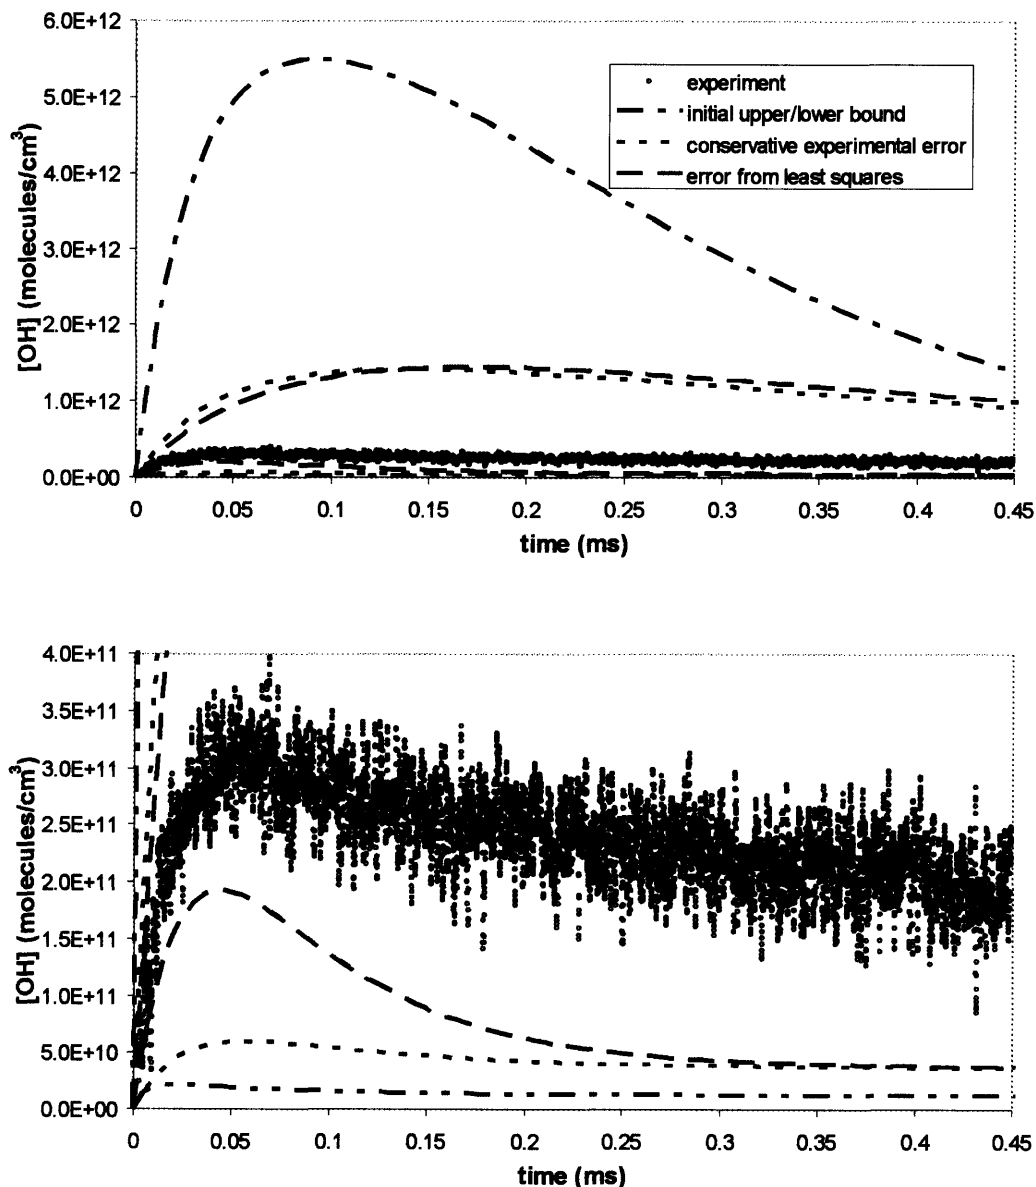 6.0E+12
5.0E+12
4.0E+12
3.0E+12
2.0E+12
1.0E+12
0.0E+00
[OH] (molecules/cm³)
experiment
initial upper/lower bound
conservative experimental error
error from least squares
0 0.05 0.1 0.15 0.2 0.25 0.3 0.35 0.4 0.45
time (ms)
4.0E+11
3.5E+11
3.0E+11
2.5E+11
2.0E+11
1.5E+11
1.0E+11
5.0E+10
0.0E+00
[OH] (molecules/cm³)
0 0.05 0.1 0.15 0.2 0.25 0.3 0.35 0.4 0.45
time (ms)